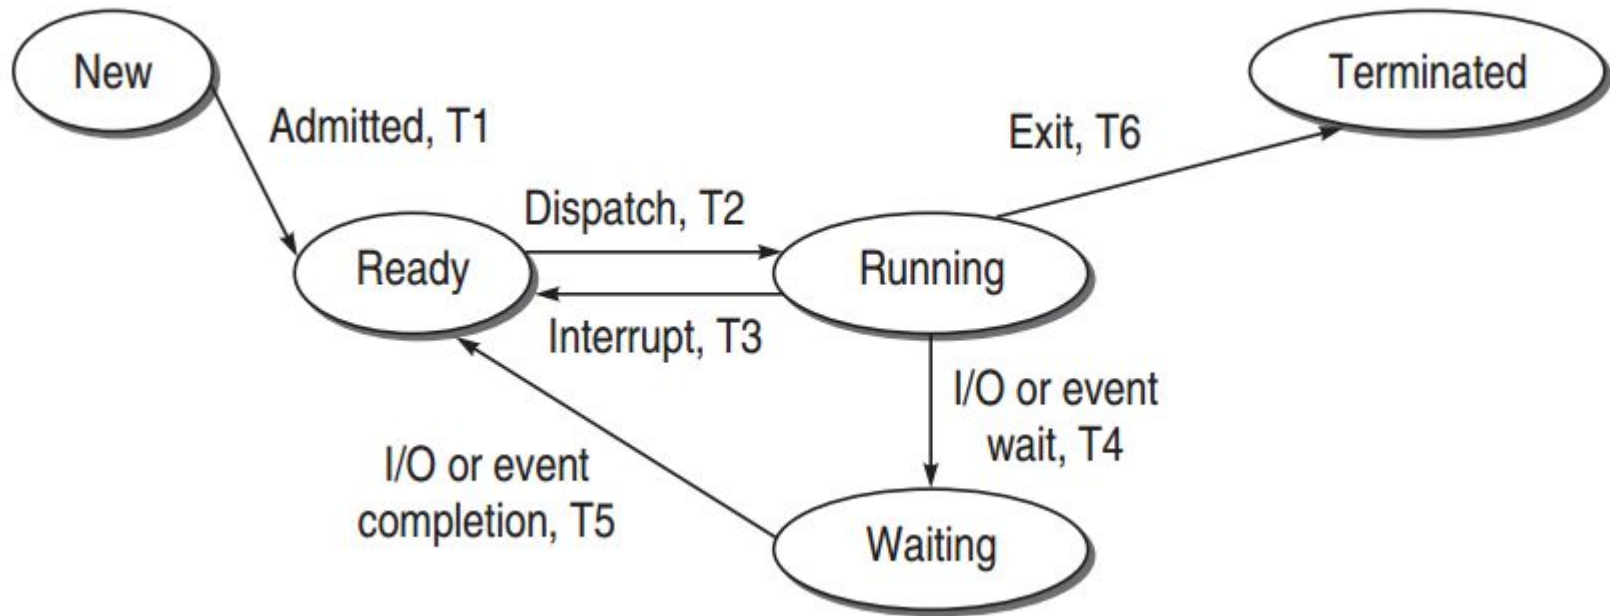 New
Terminated
Admitted, T1
Exit, T6
Dispatch, T2
Ready
Running
Interrupt, T3
I/O or event
wait, T4
I/O or event
completion, T5
Waiting